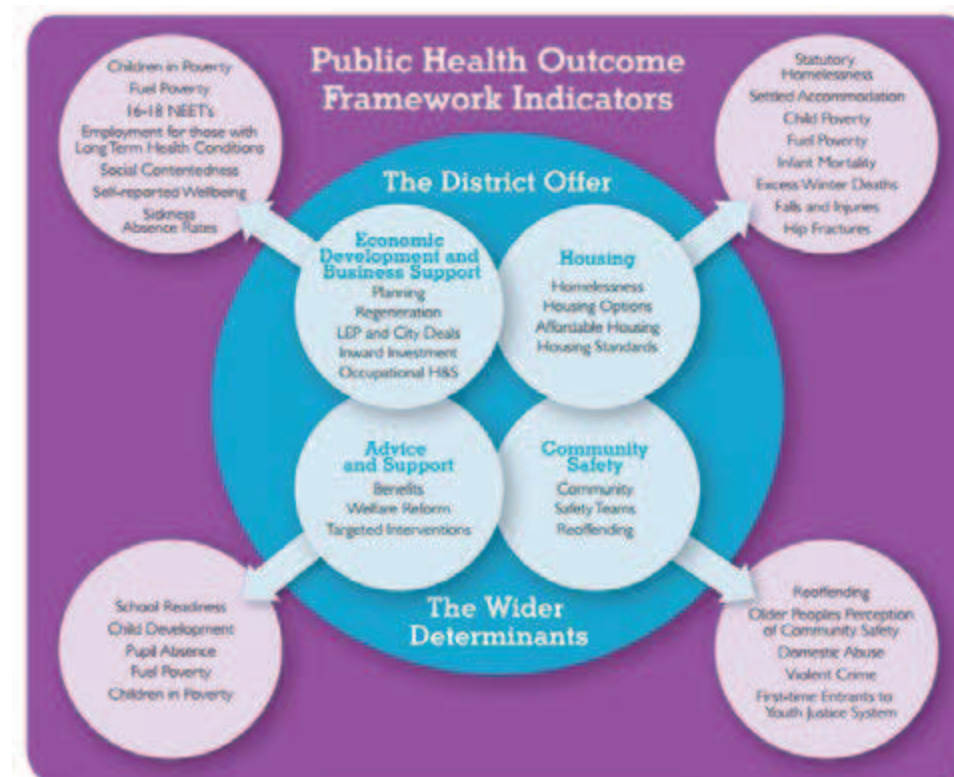 Public Health Outcome
Framework Indicators
Children in Poverty
Fuel Poverty
16-18 NEET's
Employment for those with
Long Term Health Conditions
Social Contentedness
Self-reported Wellbeing
Sickness
Absence Rates
Statutory
Homelessness
Settled Accommodation
Child Poverty
Fuel Poverty
Infant Mortality
Excess Winter Deaths
Falls and Injuries
Hip Fractures
The District Offer
Economic
Development and
Business Support
Planning
Regeneration
LEP and City Deals
Inward Investment
Occupational H&S
Housing
Homelessness
Housing Options
Affordable Housing
Housing Standards
Advice
and Support
Benefits
Welfare Reform
Targeted Interventions
Community
Safety
Community
Safety Teams
Reoffending
School Readiness
Child Development
Pupil Absence
Fuel Poverty
Children in Poverty
The Wider
Determinants
Reoffending
Older Peoples Perception
of Community Safety
Domestic Abuse
Violent Crime
First-time Entrants to
Youth Justice System